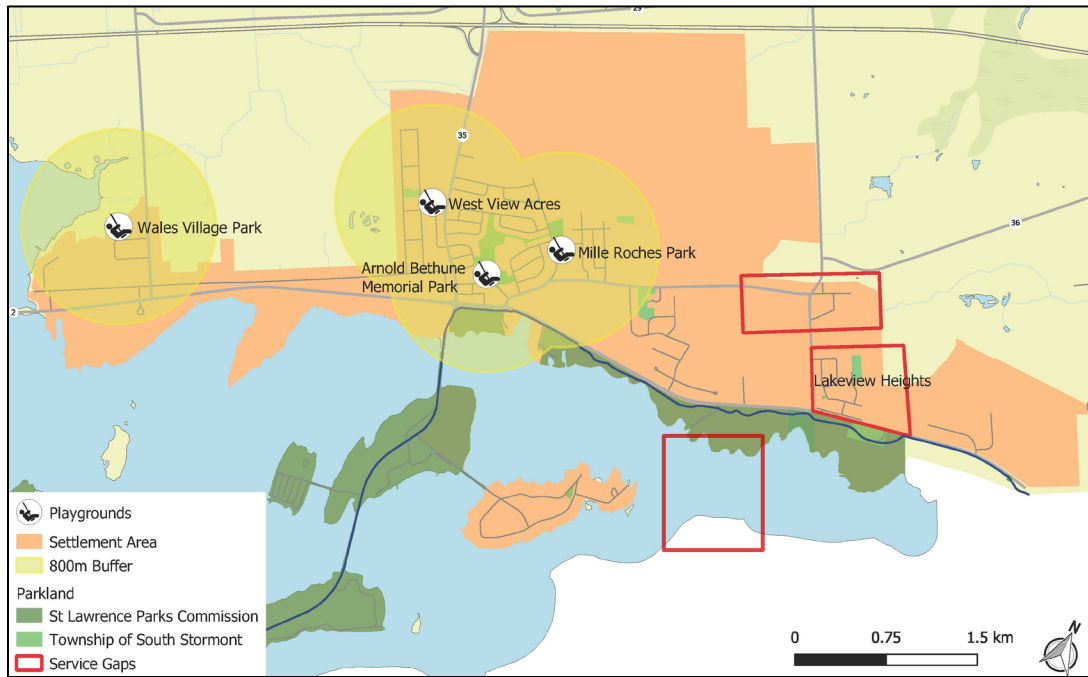 29
35
36
West View Acres
Wales Village Park
Mille Roches Park
Arnold Bethune
Memorial Park
2
Lakeview Heights
Playgrounds
Settlement Area
800m Buffer
Parkland
St Lawrence Parks Commission
Township of South Stormont
Service Gaps
0 0.75 1.5 km
N